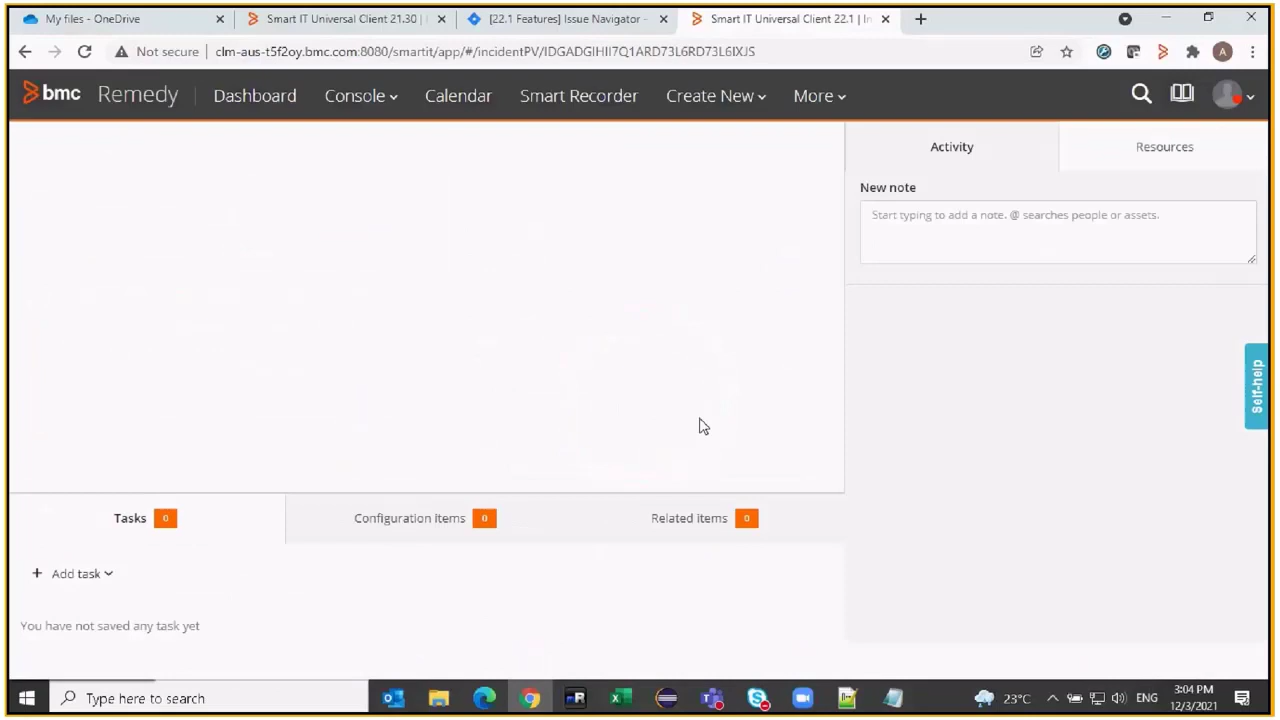 My files - OneDrive
Smart IT Universal Client 21.30 |
[22.1 Features] Issue Navigator -
Smart IT Universal Client 22.1 | In
Not secure
clm-aus-t5f2oy.bmc.com:8080/smartit/app/#/incidentPV/IDGADGIHII7Q1ARD73L6RD73L6IXJS
A
bmc Remedy
Dashboard
Console
Calendar
Smart Recorder
Create New
More
Activity
Resources
New note
Start typing to add a note. @ searches people or assets.
Self-help
Tasks 0
Configuration items 0
Related items 0
+ Add task
You have not saved any task yet
Type here to search
23°C
ENG
3:04 PM
12/3/2021